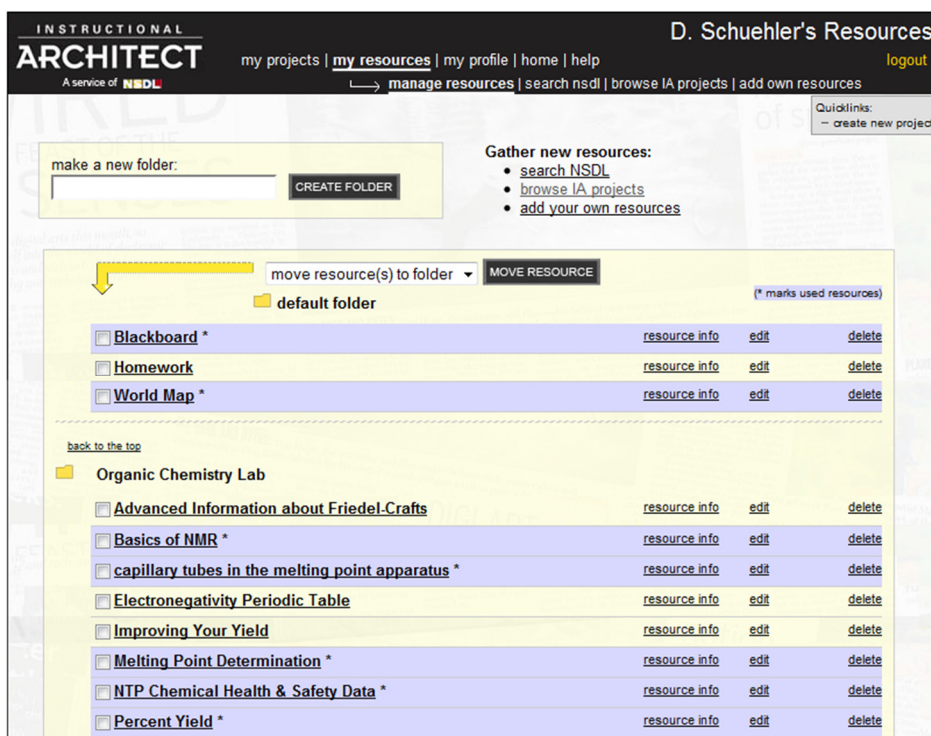 INSTRUCTIONAL
ARCHITECT
A service of NSDL
D. Schuehler's Resources
my projects | my resources | my profile | home | help
logout
manage resources | search nsdl | browse IA projects | add own resources
Quicklinks:
– create new project
make a new folder:
CREATE FOLDER
Gather new resources:
• search NSDL
• browse IA projects
• add your own resources
move resource(s) to folder MOVE RESOURCE
(* marks used resources)
default folder
Blackboard * resource info edit delete
Homework resource info edit delete
World Map * resource info edit delete
back to the top
Organic Chemistry Lab
Advanced Information about Friedel-Crafts resource info edit delete
Basics of NMR * resource info edit delete
capillary tubes in the melting point apparatus * resource info edit delete
Electronegativity Periodic Table resource info edit delete
Improving Your Yield resource info edit delete
Melting Point Determination * resource info edit delete
NTP Chemical Health & Safety Data * resource info edit delete
Percent Yield * resource info edit delete